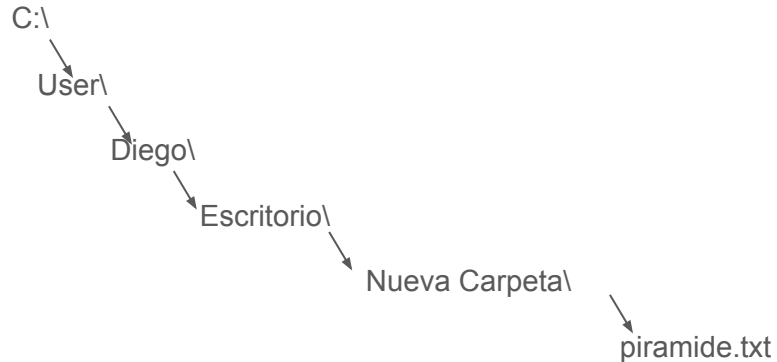 C:\
User\
Diego\
Escritorio\
Nueva Carpeta\
piramide.txt